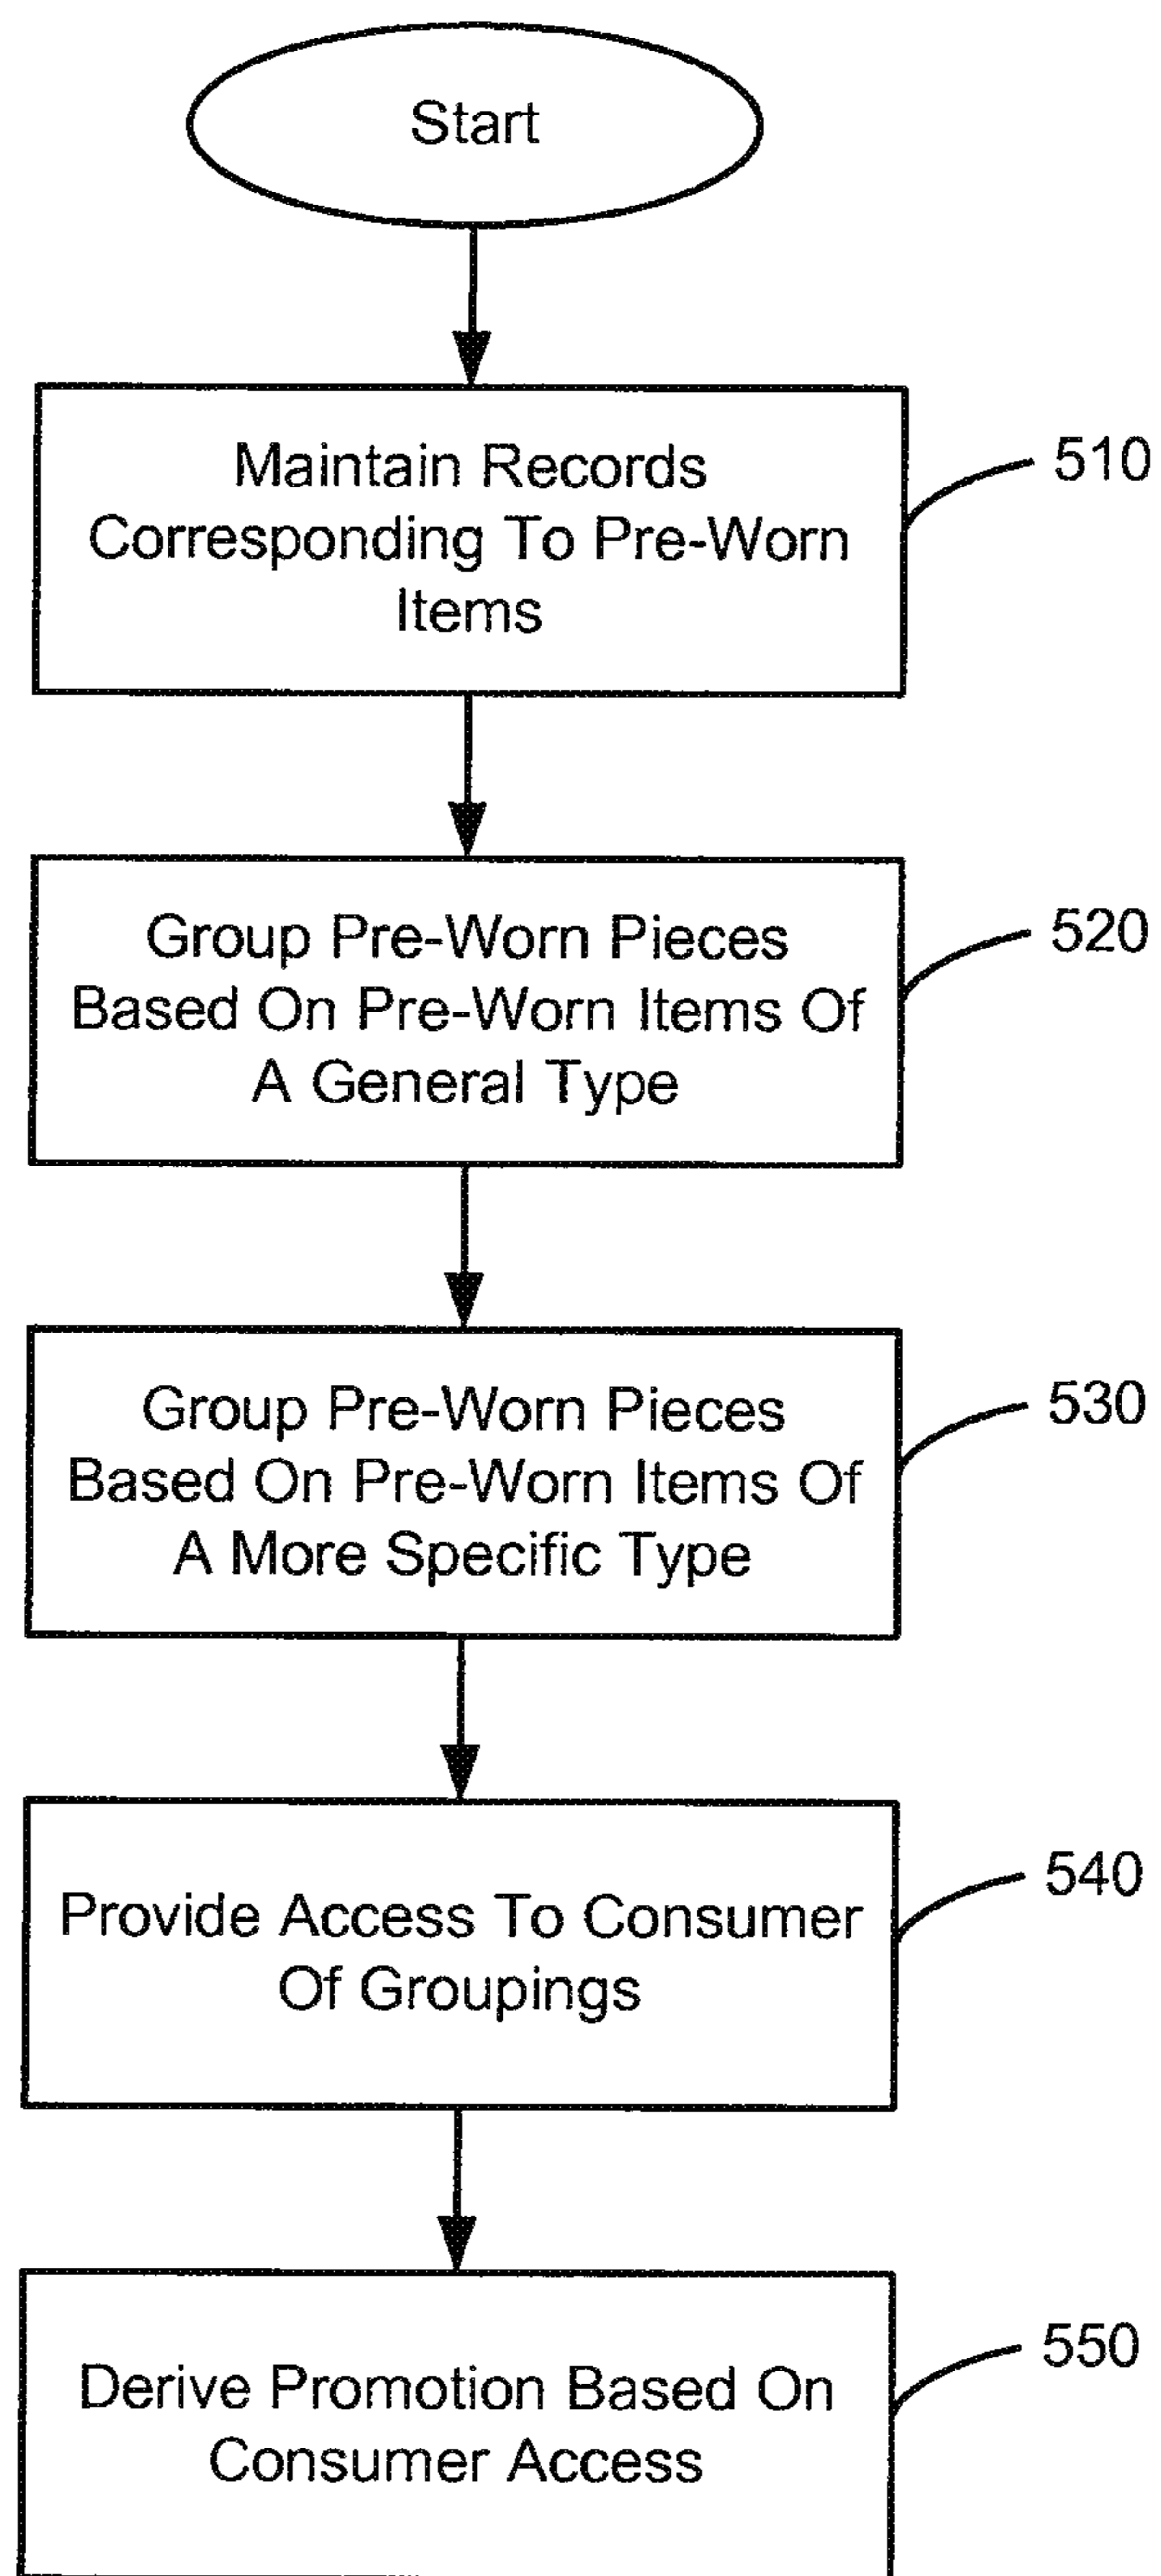 Start
Maintain Records
Corresponding To Pre-Worn
Items
510
Group Pre-Worn Pieces
Based On Pre-Worn Items Of
A General Type
520
Group Pre-Worn Pieces
Based On Pre-Worn Items Of
A More Specific Type
530
Provide Access To Consumer
Of Groupings
540
Derive Promotion Based On
Consumer Access
550